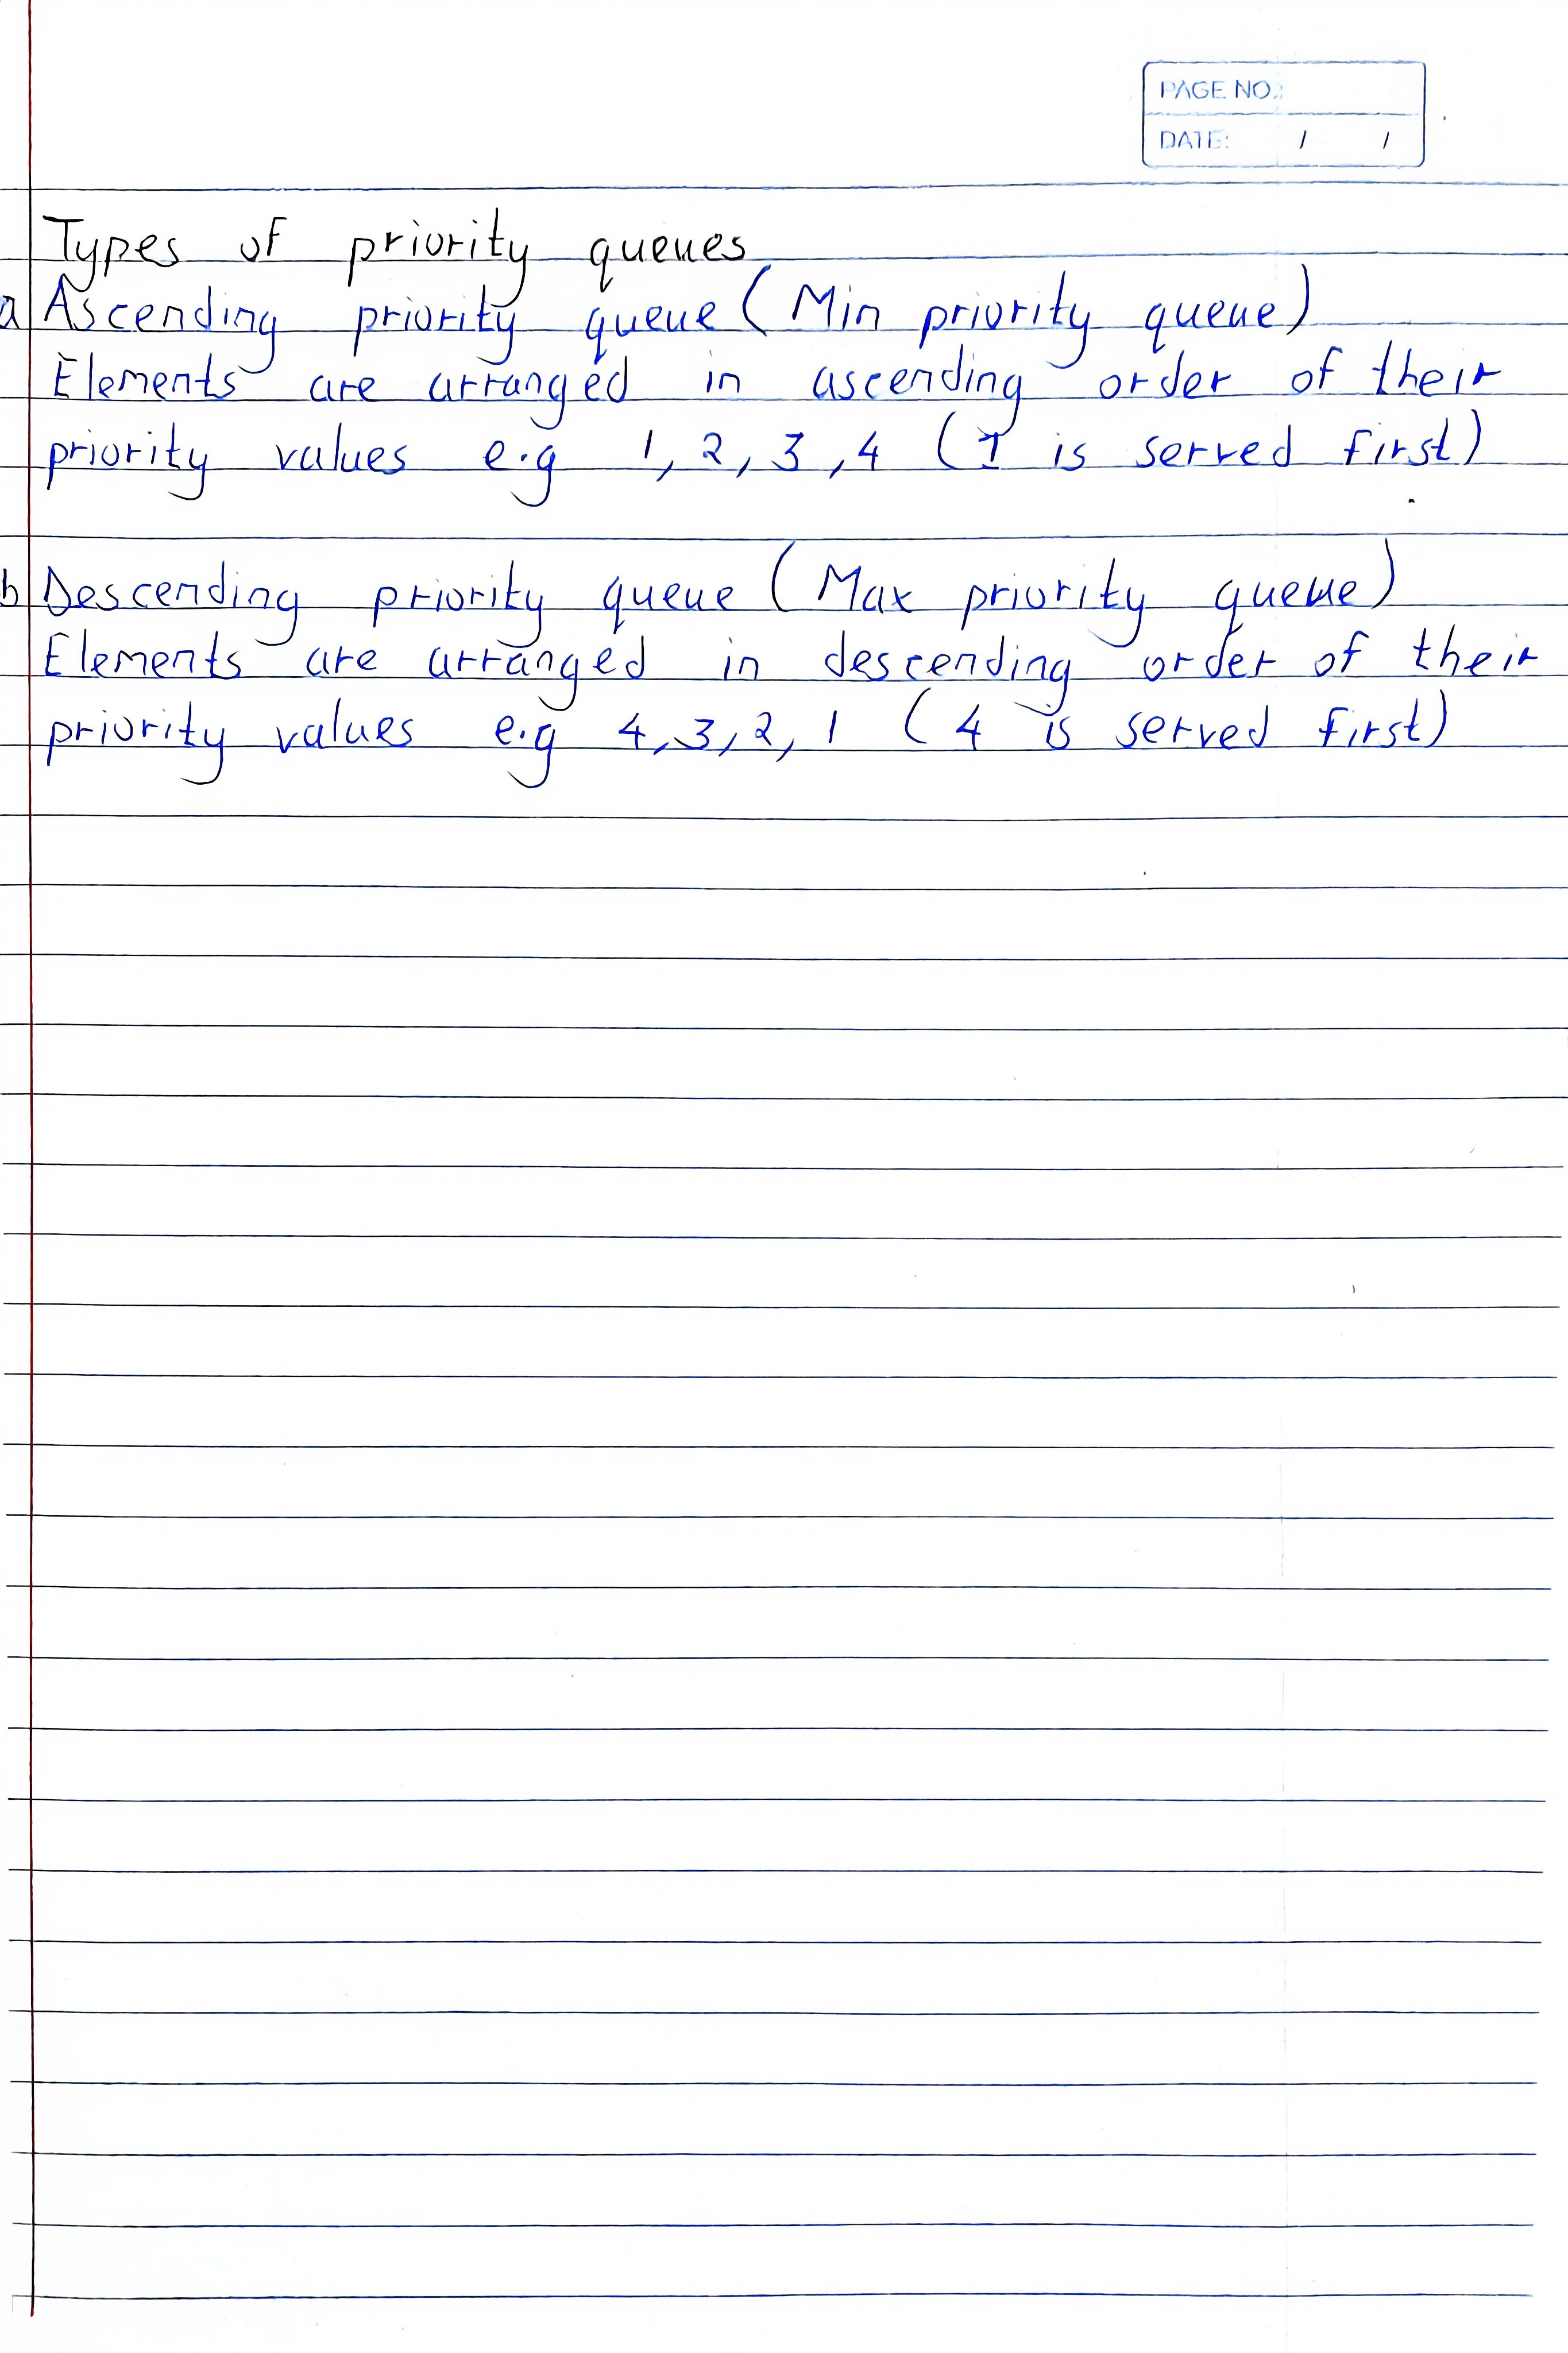 PAGE NO.:
DATE: / /
Types of priority queues
a Ascending priority queue (Min priority queue)
Elements are arranged in ascending order of their
priority values e.g 1, 2, 3, 4 (1 is served first)
b Descending priority queue (Max priority queue)
Elements are arranged in descending order of their
priority values e.g 4, 3, 2, 1 (4 is served first)